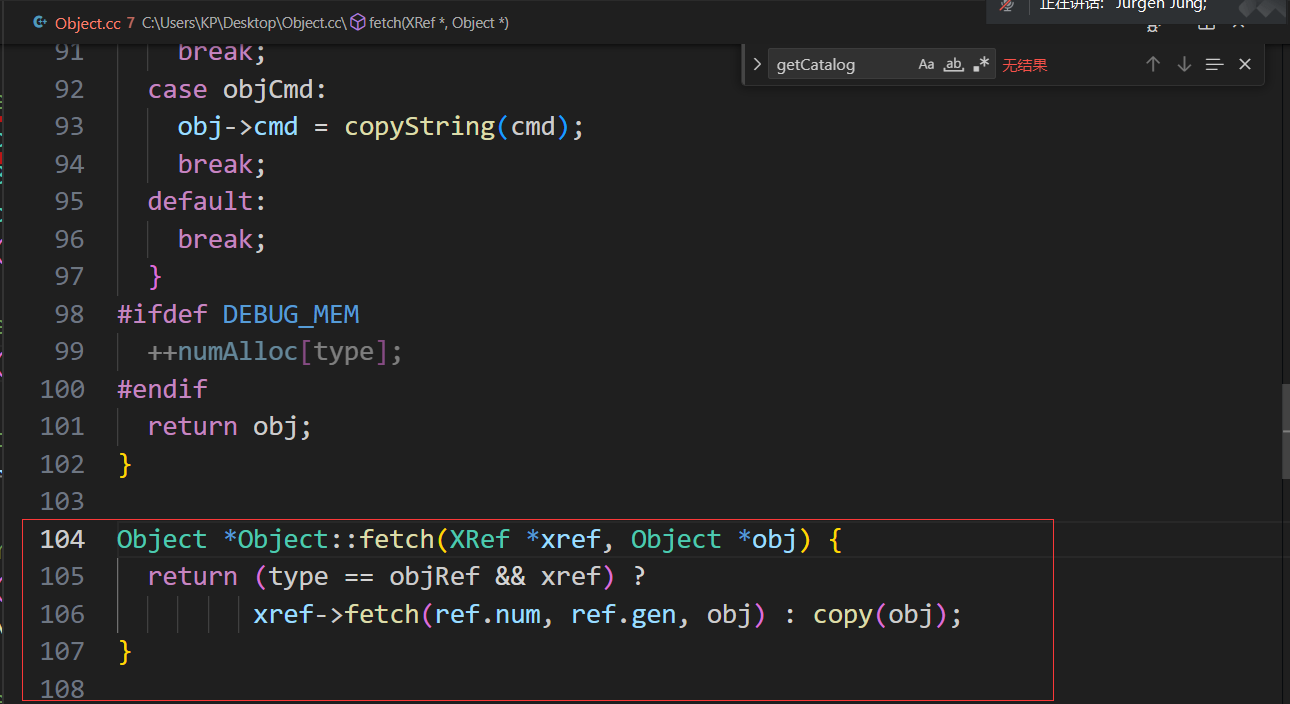 Object.cc 7 C:\Users\KP\Desktop\Object.cc\ fetch(XRef *, Object *)
正在讲话: Jürgen Jung;
getCatalog Aa ab 无结果
91 break;
92 case objCmd:
93 obj->cmd = copyString(cmd);
94 break;
95 default:
96 break;
97 }
98 #ifdef DEBUG_MEM
99 ++numAlloc[type];
100 #endif
101 return obj;
102 }
103
104 Object *Object::fetch(XRef *xref, Object *obj) {
105 return (type == objRef && xref) ?
106 xref->fetch(ref.num, ref.gen, obj) : copy(obj);
107 }
108